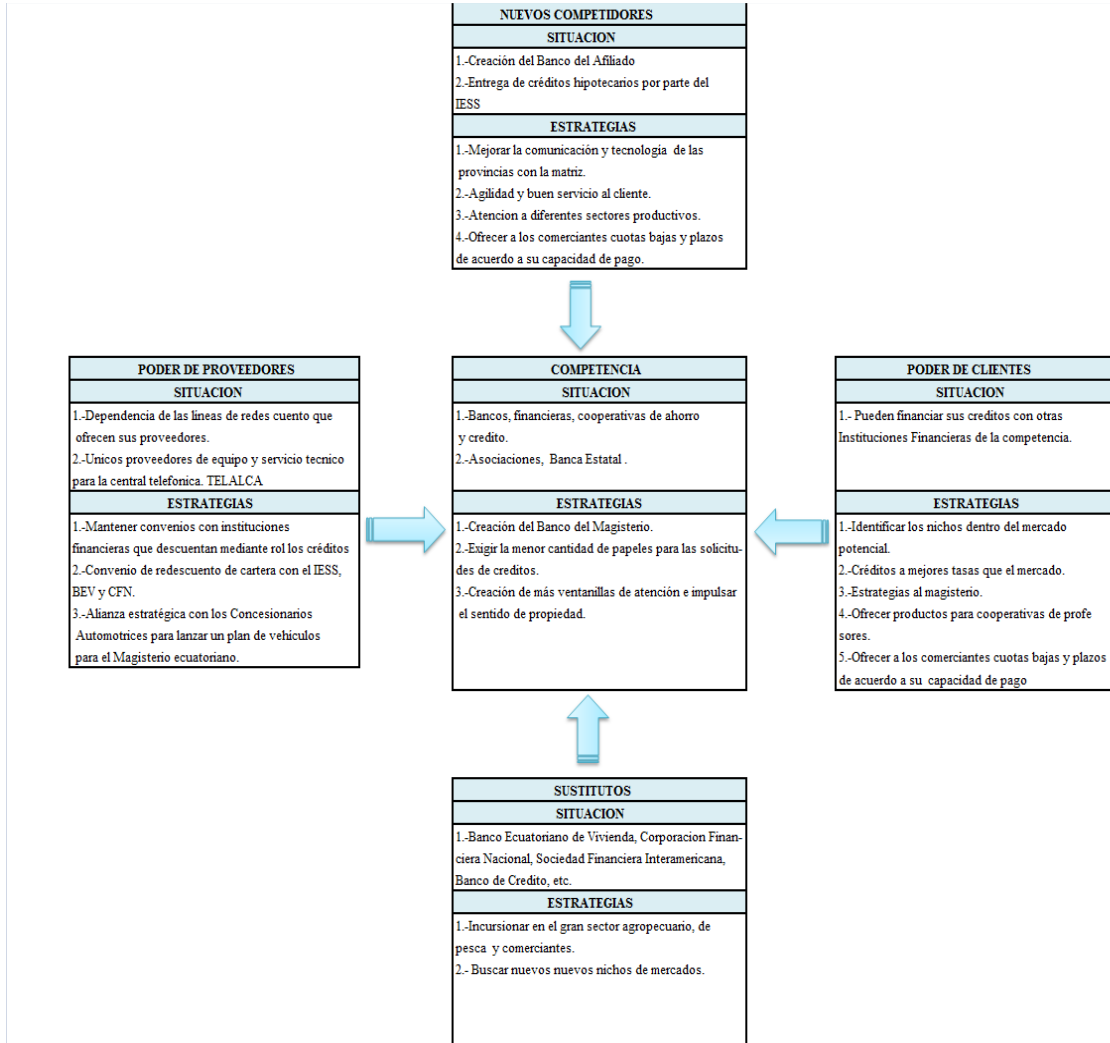 NUEVOS COMPETIDORES
SITUACION
1.-Creación del Banco del Afiliado
2.-Entrega de créditos hipotecarios por parte del
IESS
ESTRATEGIAS
1.-Mejorar la comunicación y tecnología de las
provincias con la matriz.
2.-Agilidad y buen servicio al cliente.
3.-Atencion a diferentes sectores productivos.
4.-Ofrecer a los comerciantes cuotas bajas y plazos
de acuerdo a su capacidad de pago.
PODER DE PROVEEDORES
SITUACION
1.-Dependencia de las lineas de redes cuento que
ofrecen sus proveedores.
2.-Unicos proveedores de equipo y servicio tecnico
para la central telefonica. TELALCA
ESTRATEGIAS
1.-Mantener convenios con instituciones
financieras que descuentan mediante rol los créditos
2.-Convenio de redescuento de cartera con el IESS,
BEV y CFN.
3.-Alianza estratégica con los Concesionarios
Automotrices para lanzar un plan de vehículos
para el Magisterio ecuatoriano.
COMPETENCIA
SITUACION
1.-Bancos, financieras, cooperativas de ahorro
y credito.
2.-Asociaciones, Banca Estatal .
ESTRATEGIAS
1.-Creación del Banco del Magisterio.
2.-Exigir la menor cantidad de papeles para las solicitu-
des de creditos.
3.-Creación de más ventanillas de atención e impulsar
el sentido de propiedad.
PODER DE CLIENTES
SITUACION
1.- Pueden financiar sus creditos con otras
Instituciones Financieras de la competencia.
ESTRATEGIAS
1.-Identificar los nichos dentro del mercado
potencial.
2.-Créditos a mejores tasas que el mercado.
3.-Estrategias al magisterio.
4.-Ofrecer productos para cooperativas de profe
sores.
5.-Ofrecer a los comerciantes cuotas bajas y plazos
de acuerdo a su capacidad de pago
SUSTITUTOS
SITUACION
1.-Banco Ecuatoriano de Vivienda, Corporacion Finan-
ciera Nacional, Sociedad Financiera Interamericana,
Banco de Credito, etc.
ESTRATEGIAS
1.-Incursionar en el gran sector agropecuario, de
pesca y comerciantes.
2.- Buscar nuevos nuevos nichos de mercados.